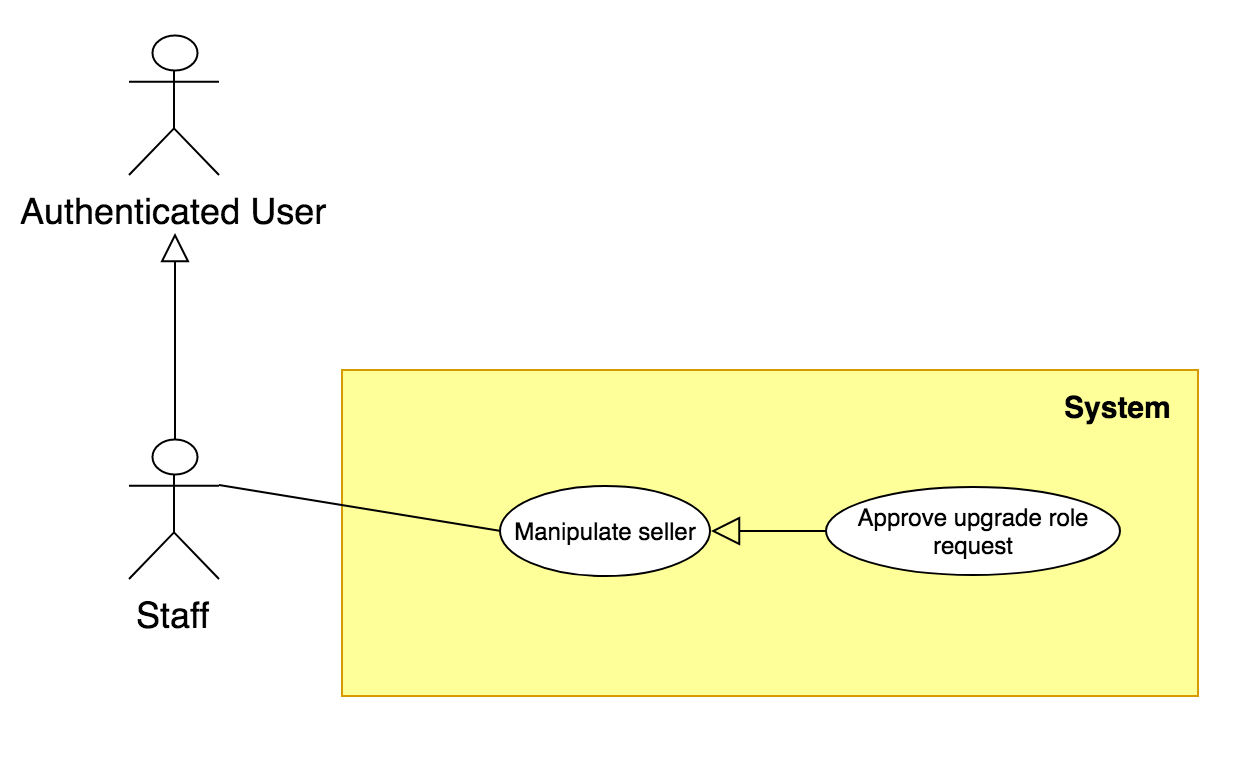 Authenticated User
System
Manipulate seller
Approve upgrade role
request
Staff